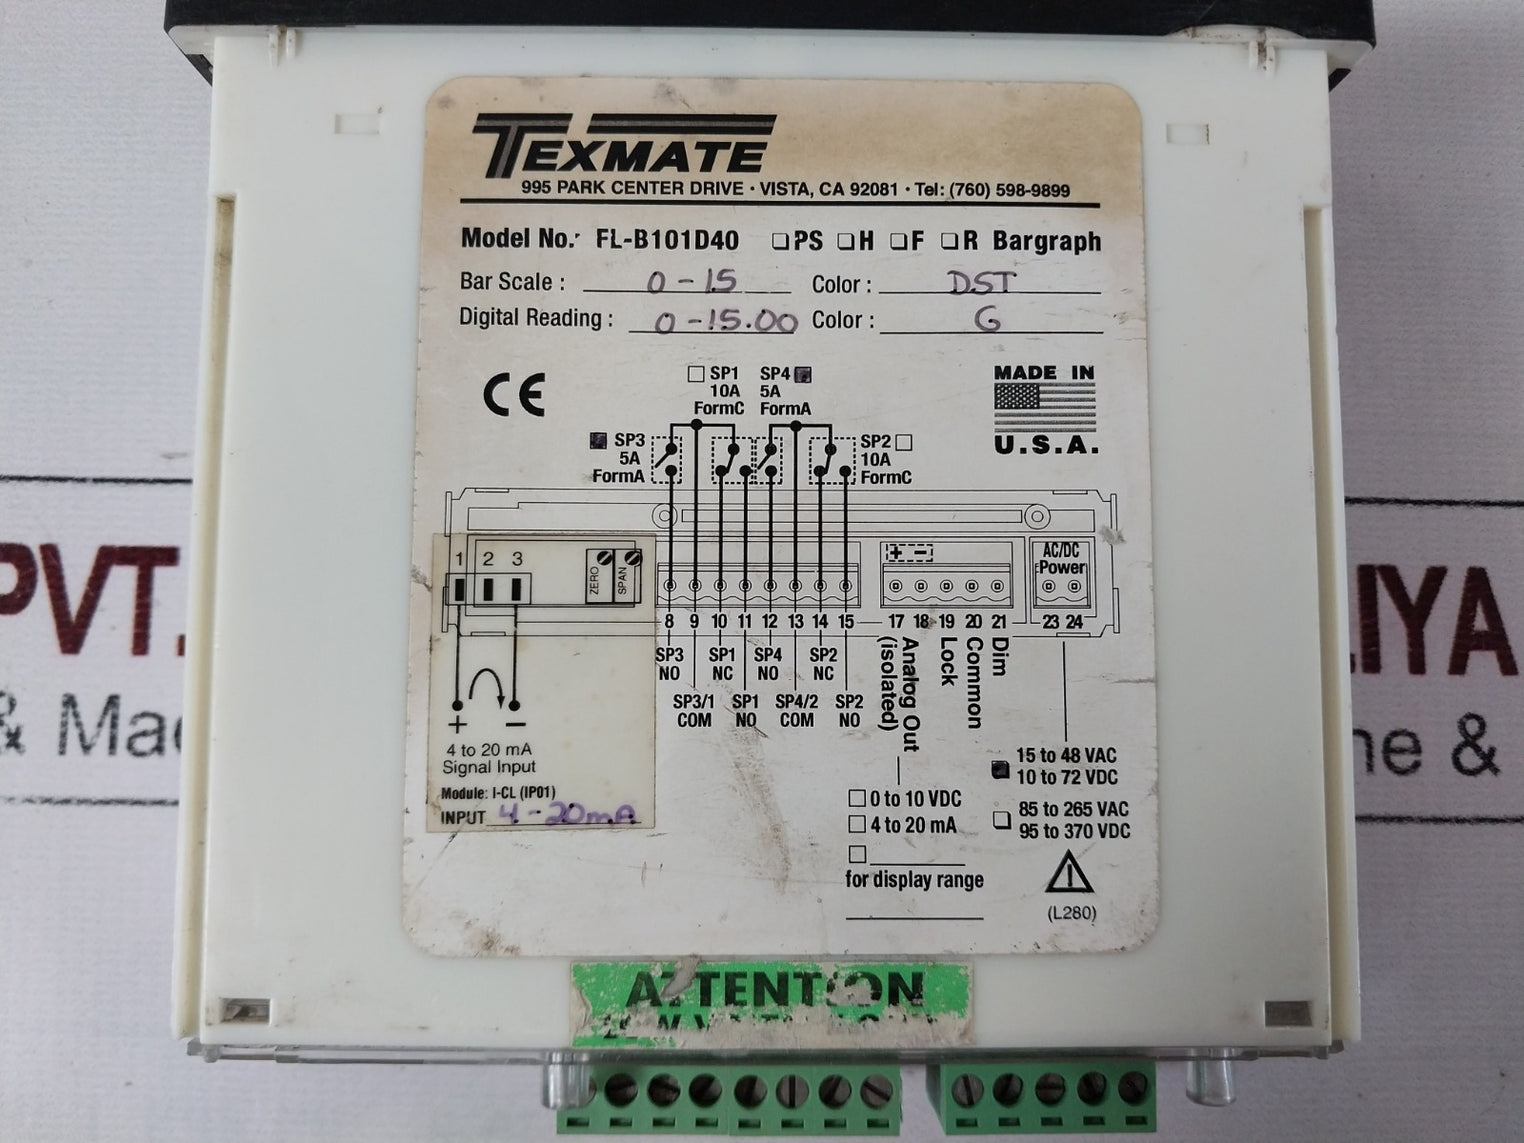 TEXMATE
995 PARK CENTER DRIVE · VISTA, CA 92081 · Tel: (760) 598-9899
Model No.: FL-B101D40 ☐PS ☐H ☐F ☐R Bargraph
Bar Scale : 0-15 Color : DST
Digital Reading : 0-15.00 Color : G
CE
☐ SP1
10A
FormC
SP4 ■
5A
FormA
MADE IN
U.S.A.
■ SP3
5A
FormA
SP2 ☐
10A
FormC
1 2 3
ZERO
SPAN
+ −
AC/DC
Power
8 9 10 11 12 13 14 15 17 18 19 20 21 23 24
SP3
NO
SP1
NC
SP4
NO
SP2
NC
SP3/1
COM
SP1
NO
SP4/2
COM
SP2
NO
Analog Out
(isolated)
Lock
Common
Dim
+ −
4 to 20 mA
Signal Input
Module: I-CL (IP01)
INPUT 4-20mA
■ 15 to 48 VAC
10 to 72 VDC
☐ 0 to 10 VDC
☐ 4 to 20 mA
☐
for display range
☐ 85 to 265 VAC
95 to 370 VDC
(L280)
ATTENTION
PVT.
& Mac
LIYA
ne &